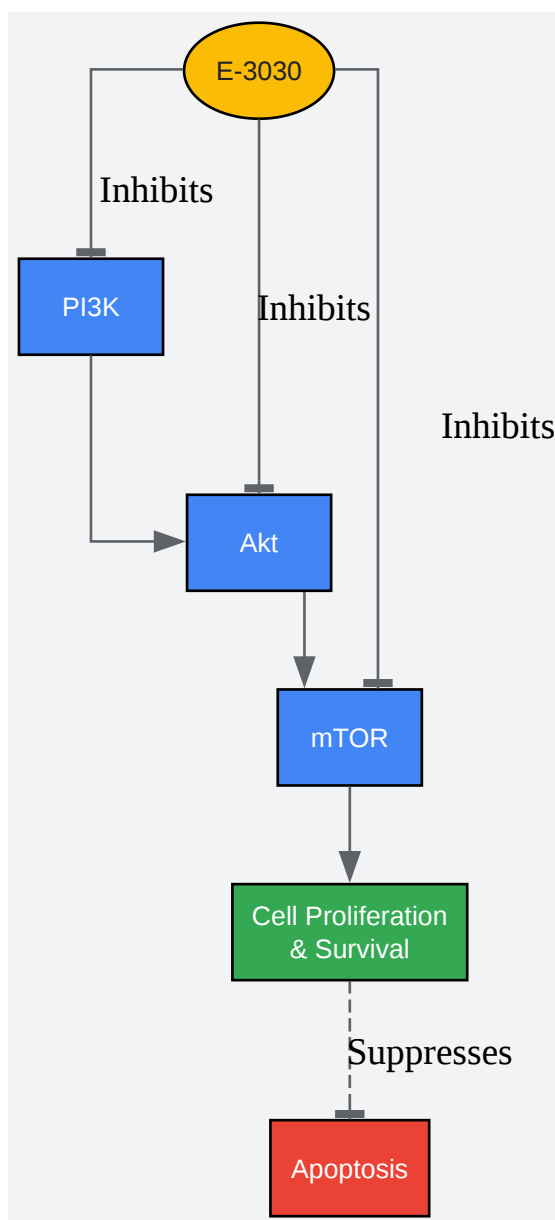 E-3030
Inhibits
PI3K
Inhibits
Inhibits
Akt
mTOR
Cell Proliferation
& Survival
Suppresses
Apoptosis